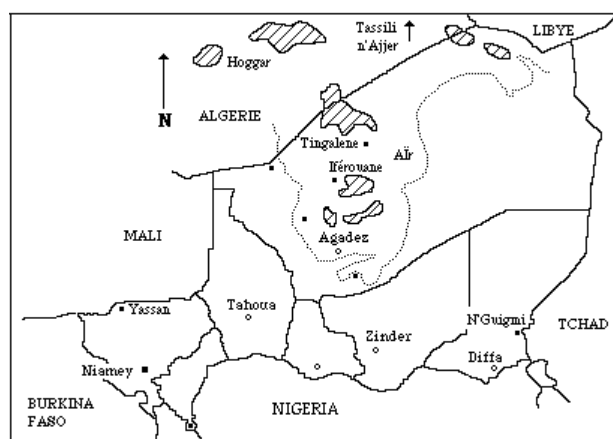 Tassili
n'Ajjer
LIBYE
Hoggar
N
ALGERIE
Tingalene
AÏr
Iférouane
MALI
Agadez
Yassan
Tahoua
Zinder
N'Guigmi
TCHAD
Niamey
Diffa
BURKINA
FASO
NIGERIA